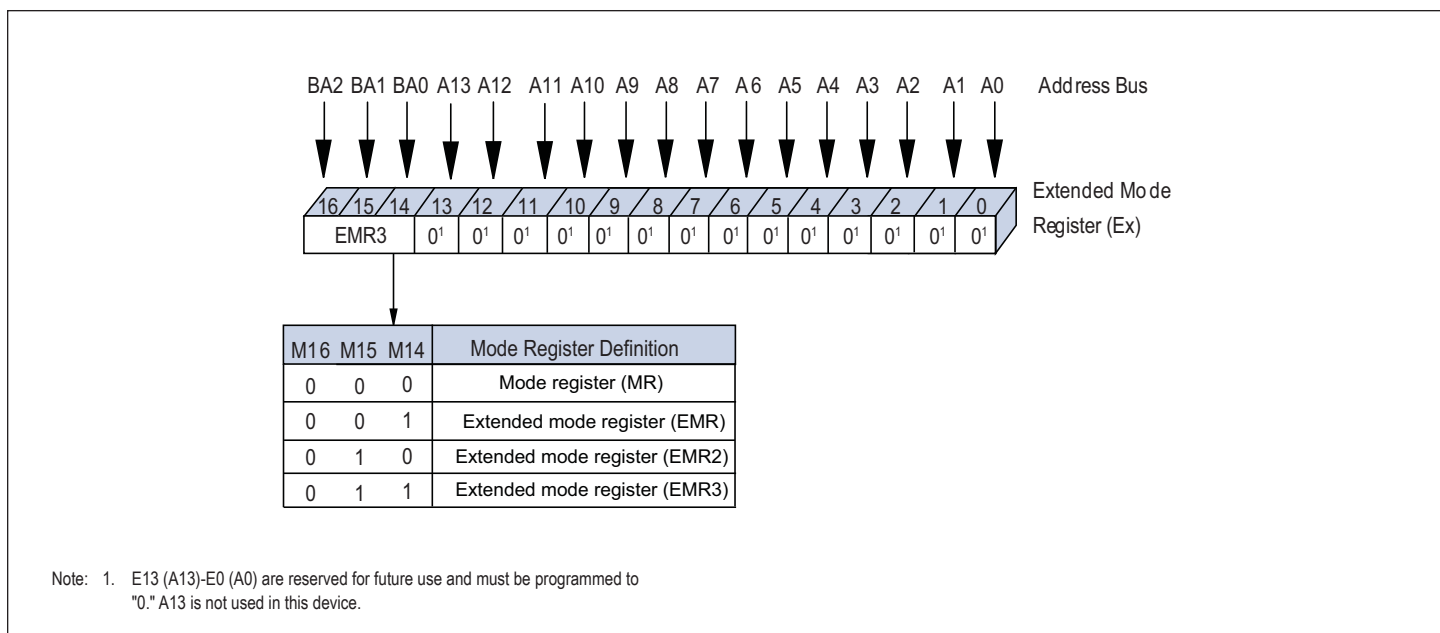 BA2 BA1 BA0 A13 A12 A11 A10 A9 A8 A7 A6 A5 A4 A3 A2 A1 A0 Address Bus
16 15 14 13 12 11 10 9 8 7 6 5 4 3 2 1 0 Extended Mode
EMR3 0¹ 0¹ 0¹ 0¹ 0¹ 0¹ 0¹ 0¹ 0¹ 0¹ 0¹ 0¹ 0¹ 0¹ Register (Ex)
M16 M15 M14 Mode Register Definition
0 0 0 Mode register (MR)
0 0 1 Extended mode register (EMR)
0 1 0 Extended mode register (EMR2)
0 1 1 Extended mode register (EMR3)
Note: 1. E13 (A13)-E0 (A0) are reserved for future use and must be programmed to
"0." A13 is not used in this device.